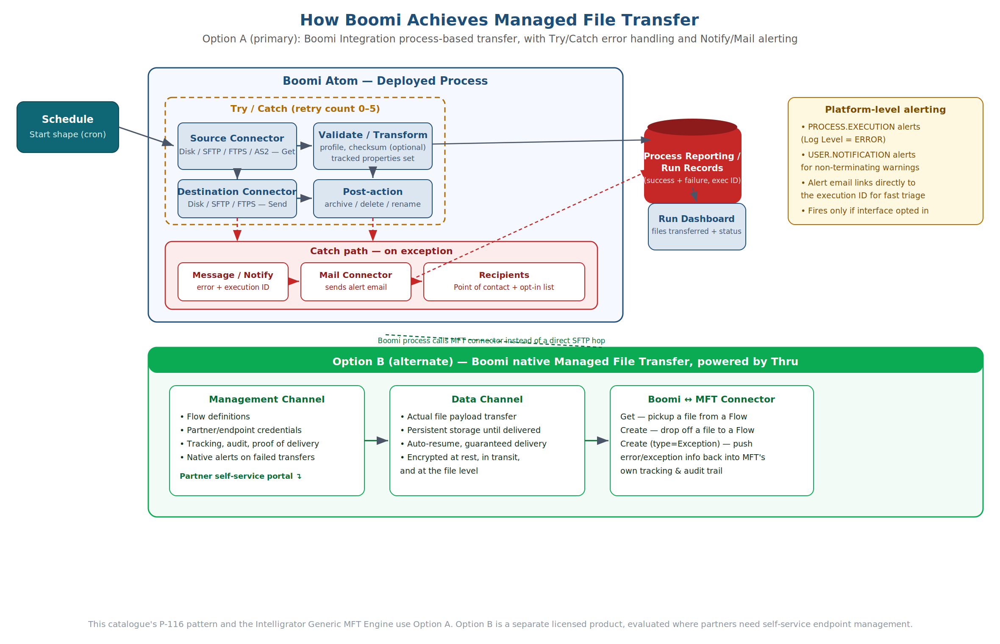 How Boomi Achieves Managed File Transfer
Option A (primary): Boomi Integration process-based transfer, with Try/Catch error handling and Notify/Mail alerting
Schedule
Start shape (cron)
Boomi Atom — Deployed Process
Try / Catch (retry count 0–5)
Source Connector
Disk / SFTP / FTPS / AS2 — Get
Validate / Transform
profile, checksum (optional)
tracked properties set
Destination Connector
Disk / SFTP / FTPS — Send
Post-action
archive / delete / rename
Catch path — on exception
Message / Notify
error + execution ID
Mail Connector
sends alert email
Recipients
Point of contact + opt-in list
Process Reporting /
Run Records
(success + failure, exec ID)
Run Dashboard
files transferred + status
Platform-level alerting
• PROCESS.EXECUTION alerts
(Log Level = ERROR)
• USER.NOTIFICATION alerts
for non-terminating warnings
• Alert email links directly to
the execution ID for fast triage
• Fires only if interface opted in
Boomi process calls MFT connector instead of a direct SFTP hop
Option B (alternate) — Boomi native Managed File Transfer, powered by Thru
Management Channel
• Flow definitions
• Partner/endpoint credentials
• Tracking, audit, proof of delivery
• Native alerts on failed transfers
Partner self-service portal ↴
Data Channel
• Actual file payload transfer
• Persistent storage until delivered
• Auto-resume, guaranteed delivery
• Encrypted at rest, in transit,
and at the file level
Boomi ↔ MFT Connector
Get — pickup a file from a Flow
Create — drop off a file to a Flow
Create (type=Exception) — push
error/exception info back into MFT's
own tracking & audit trail
This catalogue's P-116 pattern and the Intelligrator Generic MFT Engine use Option A. Option B is a separate licensed product, evaluated where partners need self-service endpoint management.